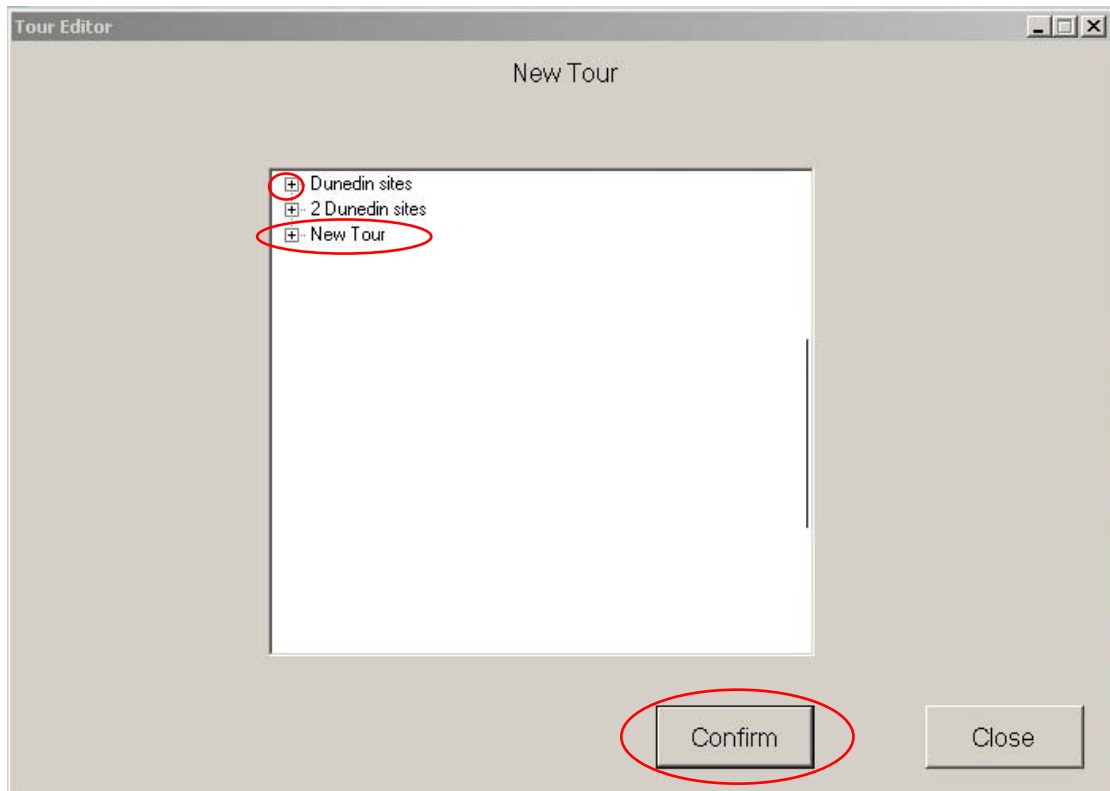 Tour Editor
New Tour
Dunedin sites
2 Dunedin sites
New Tour
Confirm
Close